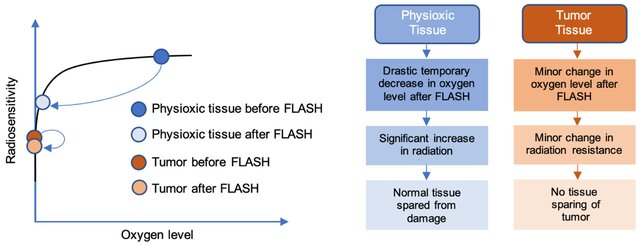 Radiosensitivity
Oxygen level
Physioxic tissue before FLASH
Physioxic tissue after FLASH
Tumor before FLASH
Tumor after FLASH
Physioxic
Tissue
Drastic temporary
decrease in oxygen
level after FLASH
Significant increase
in radiation
Normal tissue
spared from
damage
Tumor
Tissue
Minor change in
oxygen level after
FLASH
Minor change in
radiation resistance
No tissue
sparing of
tumor